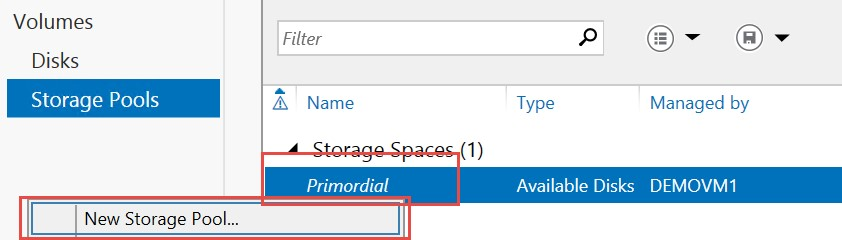 Volumes
Disks
Storage Pools
Filter
Name Type Managed by
Storage Spaces (1)
Primordial Available Disks DEMOVM1
New Storage Pool...